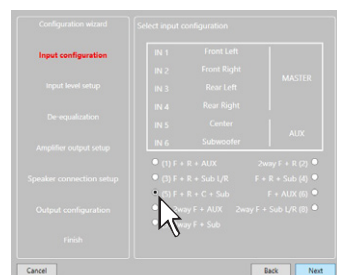 Configuration wizard
Input configuration
Input level setup
De-equalization
Amplifier output setup
Speaker connection setup
Output configuration
Finish
Select input configuration
IN 1 Front Left
IN 2 Front Right
IN 3 Rear Left
IN 4 Rear Right
MASTER
IN 5 Center
IN 6 Subwoofer
AUX
(1) F + R + AUX 2way F + R (2)
(3) F + R + Sub L/R F + R + Sub (4)
(5) F + R + C + Sub F + AUX (6)
way F + AUX 2way F + Sub L/R (8)
way F + Sub
Cancel Back Next